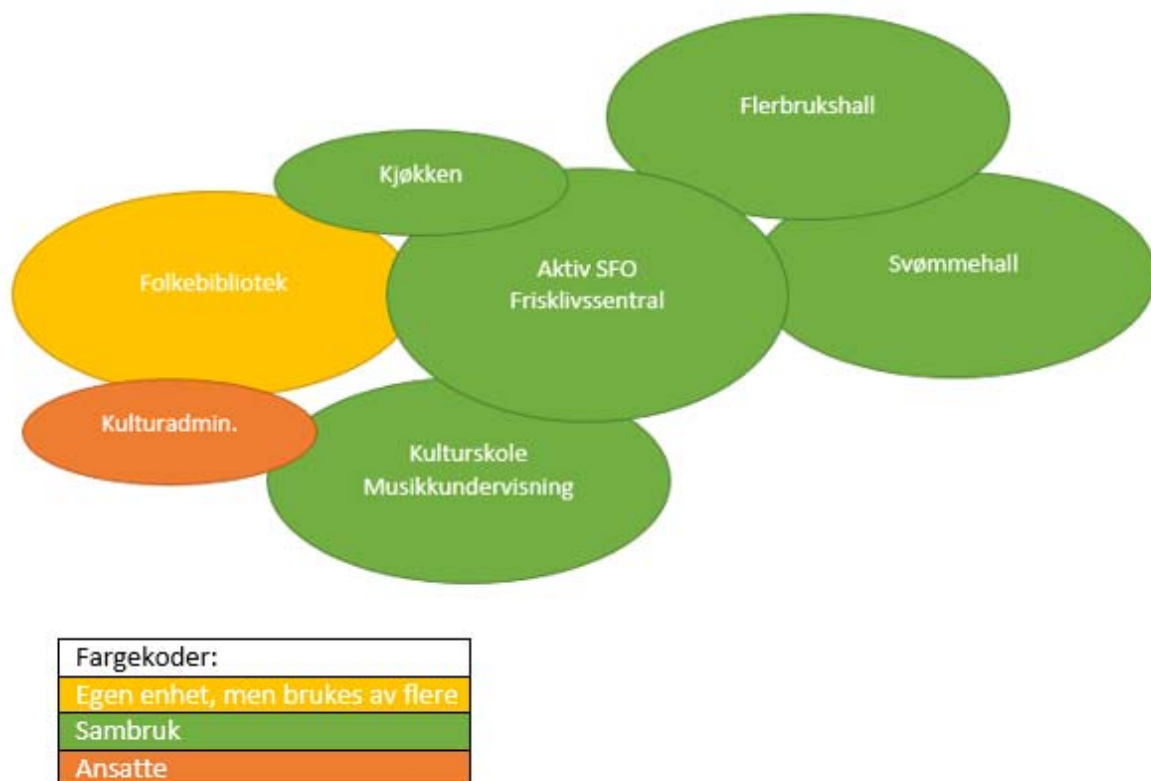 Flerbrukshall
Kjøkken
Folkebibliotek
Aktiv SFO
Frisklivssentral
Svømmehall
Kulturadmin.
Kulturskole
Musikkundervisning
Fargekoder:
Egen enhet, men brukes av flere
Sambruk
Ansatte